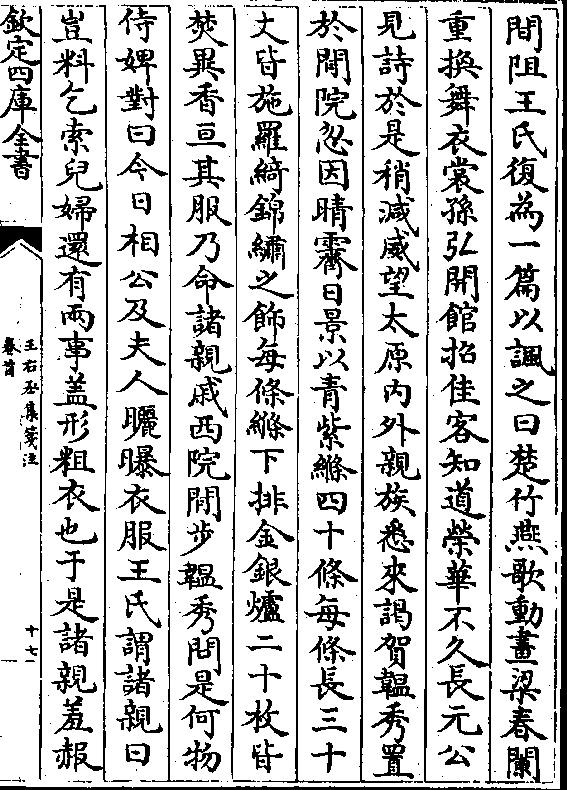 間阻王氏復為一篇以諷之曰楚竹燕歌動畫梁春闌
重換舞衣裳孫弘開館招佳客知道榮華不久長元公
見詩於是稍減威望太原内外親族悉來謁賀韞秀置
於閒院忽因晴霽日景以青紫絛四十條每條長三十
丈皆施羅綺錦繡之飾每條絛下排金銀爐二十枚皆
焚異香亘其服乃命諸親戚西院閒步韞秀問是何物
侍婢對曰今日相公及夫人曬曝衣服王氏謂諸親曰
豈料乞索兒婦還有兩事盖形粗衣也于是諸親羞赧
欽定四庫全書
王右丞集箋注
卷首
十七